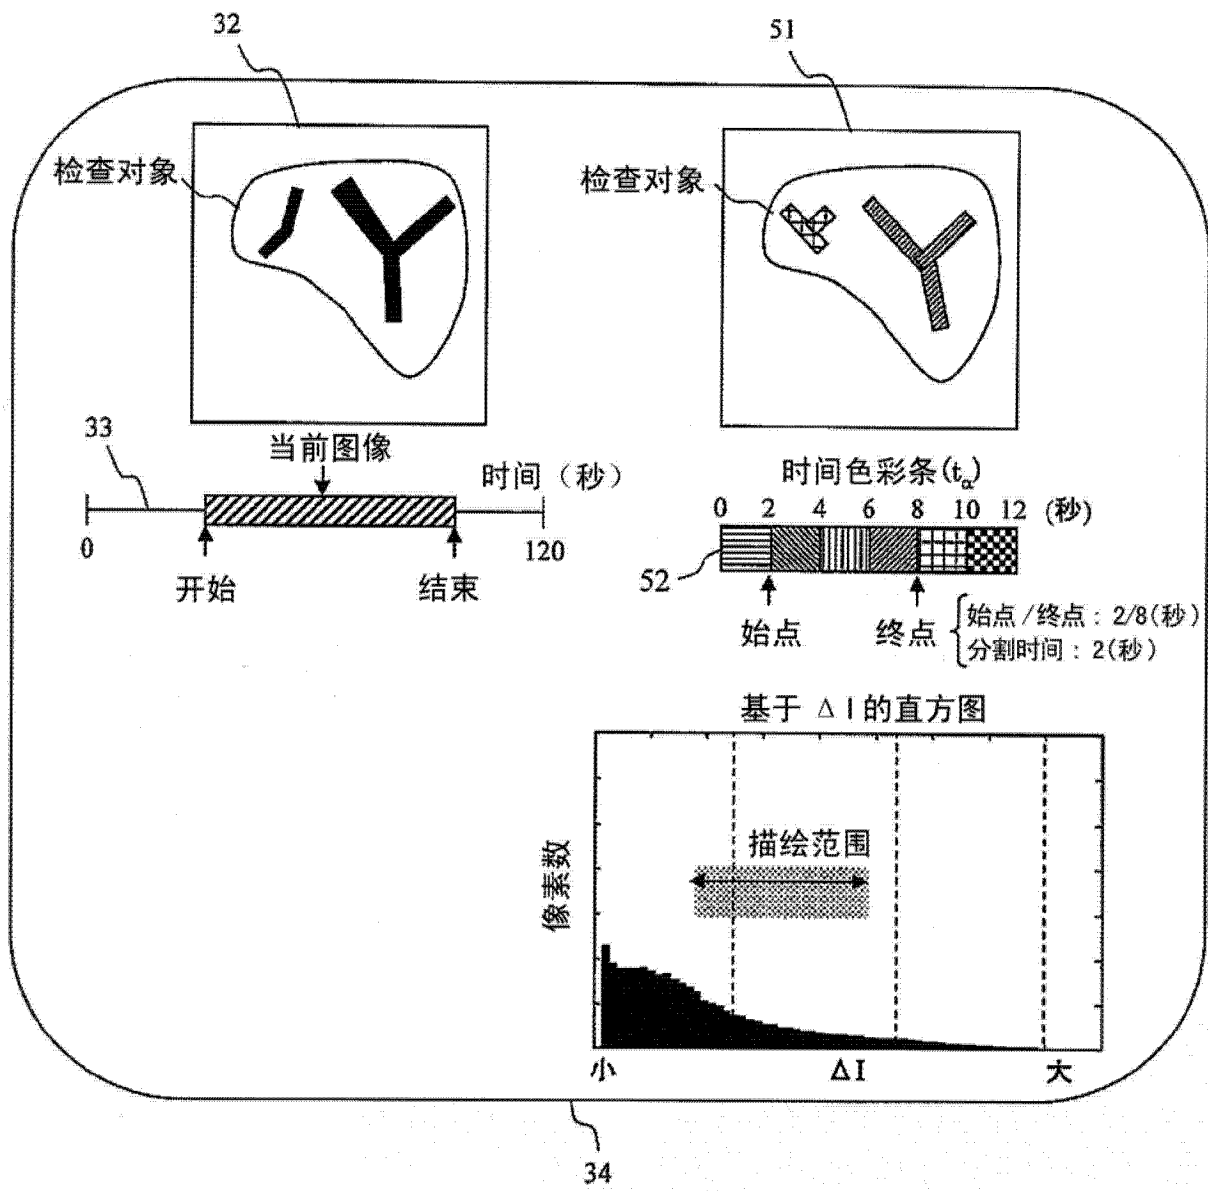 32
51
检查对象
检查对象
33
当前图像
时间（秒）
0
120
开始
结束
时间色彩条(tα)
0 2 4 6 8 10 12 (秒)
52
始点
终点
始点/终点：2/8(秒)
分割时间：2(秒)
基于 ΔI的直方图
描绘范围
像素数
小
ΔI
大
34